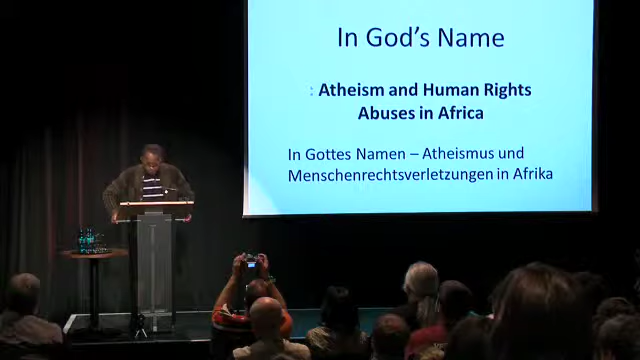 In God's Name
: Atheism and Human Rights
Abuses in Africa
In Gottes Namen – Atheismus und
Menschenrechtsverletzungen in Afrika